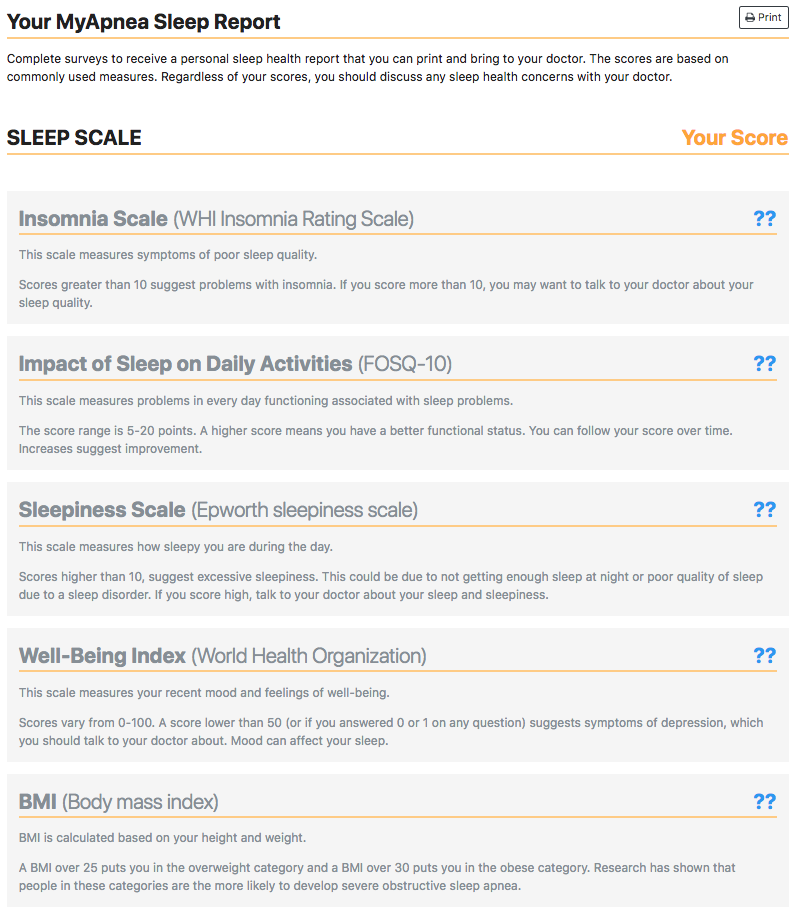 Your MyApnea Sleep Report
Print
Complete surveys to receive a personal sleep health report that you can print and bring to your doctor. The scores are based on
commonly used measures. Regardless of your scores, you should discuss any sleep health concerns with your doctor.
SLEEP SCALE
Your Score
Insomnia Scale (WHI Insomnia Rating Scale)
??
This scale measures symptoms of poor sleep quality.
Scores greater than 10 suggest problems with insomnia. If you score more than 10, you may want to talk to your doctor about your
sleep quality.
Impact of Sleep on Daily Activities (FOSQ-10)
??
This scale measures problems in every day functioning associated with sleep problems.
The score range is 5-20 points. A higher score means you have a better functional status. You can follow your score over time.
Increases suggest improvement.
Sleepiness Scale (Epworth sleepiness scale)
??
This scale measures how sleepy you are during the day.
Scores higher than 10, suggest excessive sleepiness. This could be due to not getting enough sleep at night or poor quality of sleep
due to a sleep disorder. If you score high, talk to your doctor about your sleep and sleepiness.
Well-Being Index (World Health Organization)
??
This scale measures your recent mood and feelings of well-being.
Scores vary from 0-100. A score lower than 50 (or if you answered 0 or 1 on any question) suggests symptoms of depression, which
you should talk to your doctor about. Mood can affect your sleep.
BMI (Body mass index)
??
BMI is calculated based on your height and weight.
A BMI over 25 puts you in the overweight category and a BMI over 30 puts you in the obese category. Research has shown that
people in these categories are the more likely to develop severe obstructive sleep apnea.